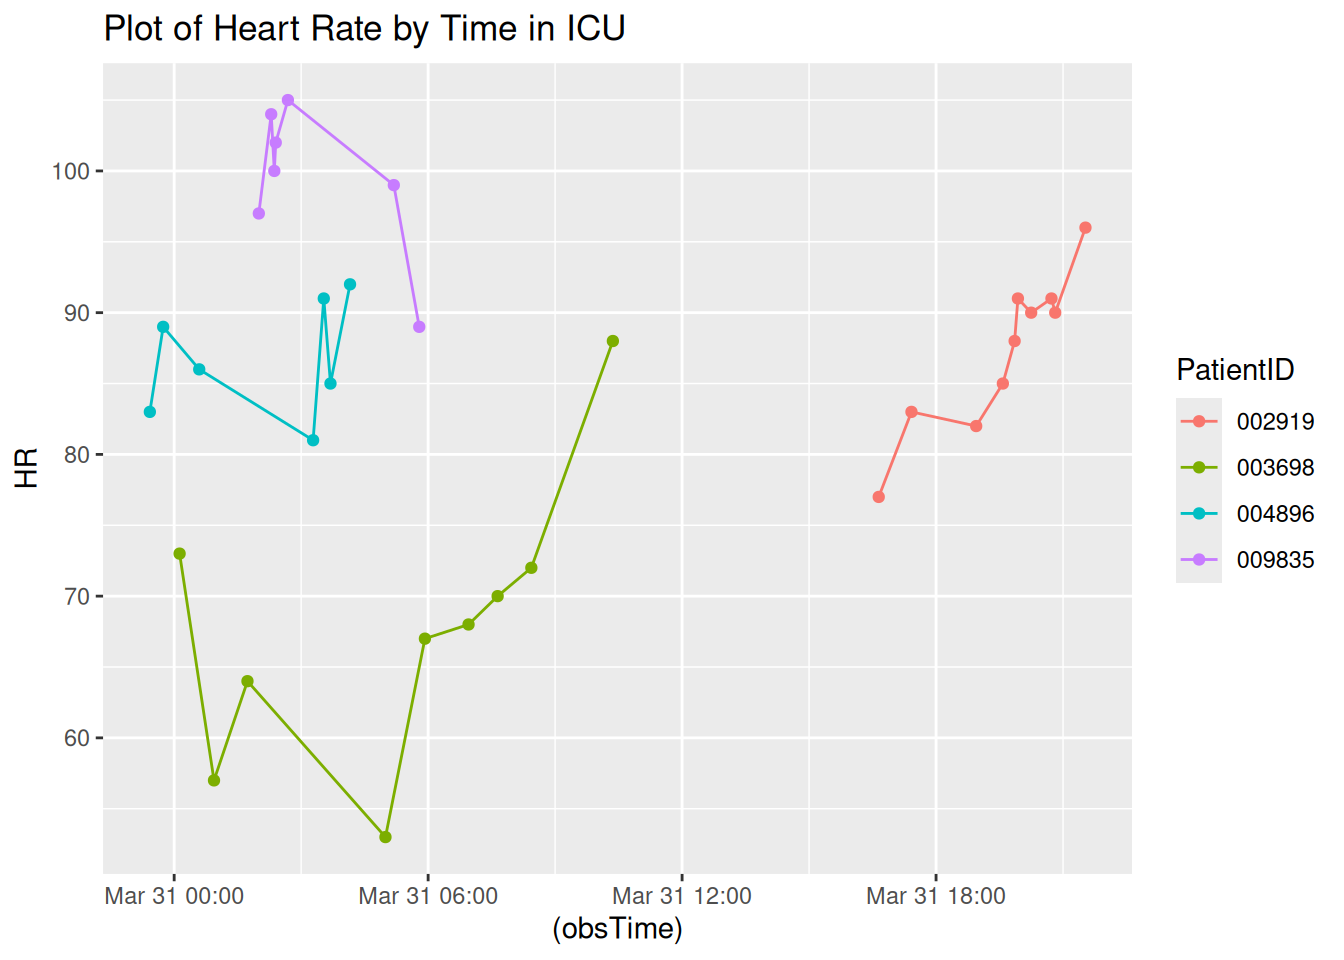 Plot of Heart Rate by Time in ICU
100
90
80
70
60
HR
Mar 31 00:00
Mar 31 06:00
Mar 31 12:00
Mar 31 18:00
(obsTime)
PatientID
002919
003698
004896
009835